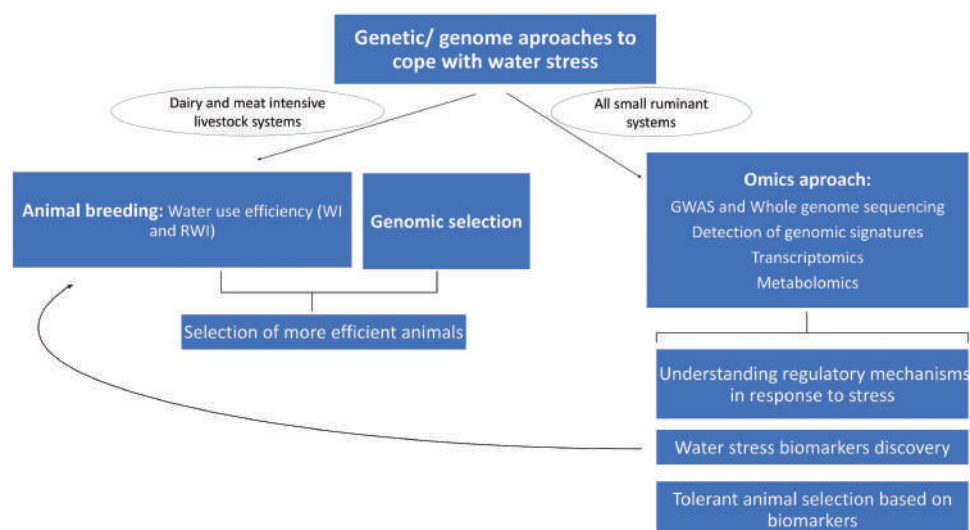 Genetic/ genome aproaches to
cope with water stress
Dairy and meat intensive
livestock systems
All small ruminant
systems
Animal breeding: Water use efficiency (WI
and RWI)
Genomic selection
Selection of more efficient animals
Omics aproach:
GWAS and Whole genome sequencing
Detection of genomic signatures
Transcriptomics
Metabolomics
Understanding regulatory mechanisms
in response to stress
Water stress biomarkers discovery
Tolerant animal selection based on
biomarkers